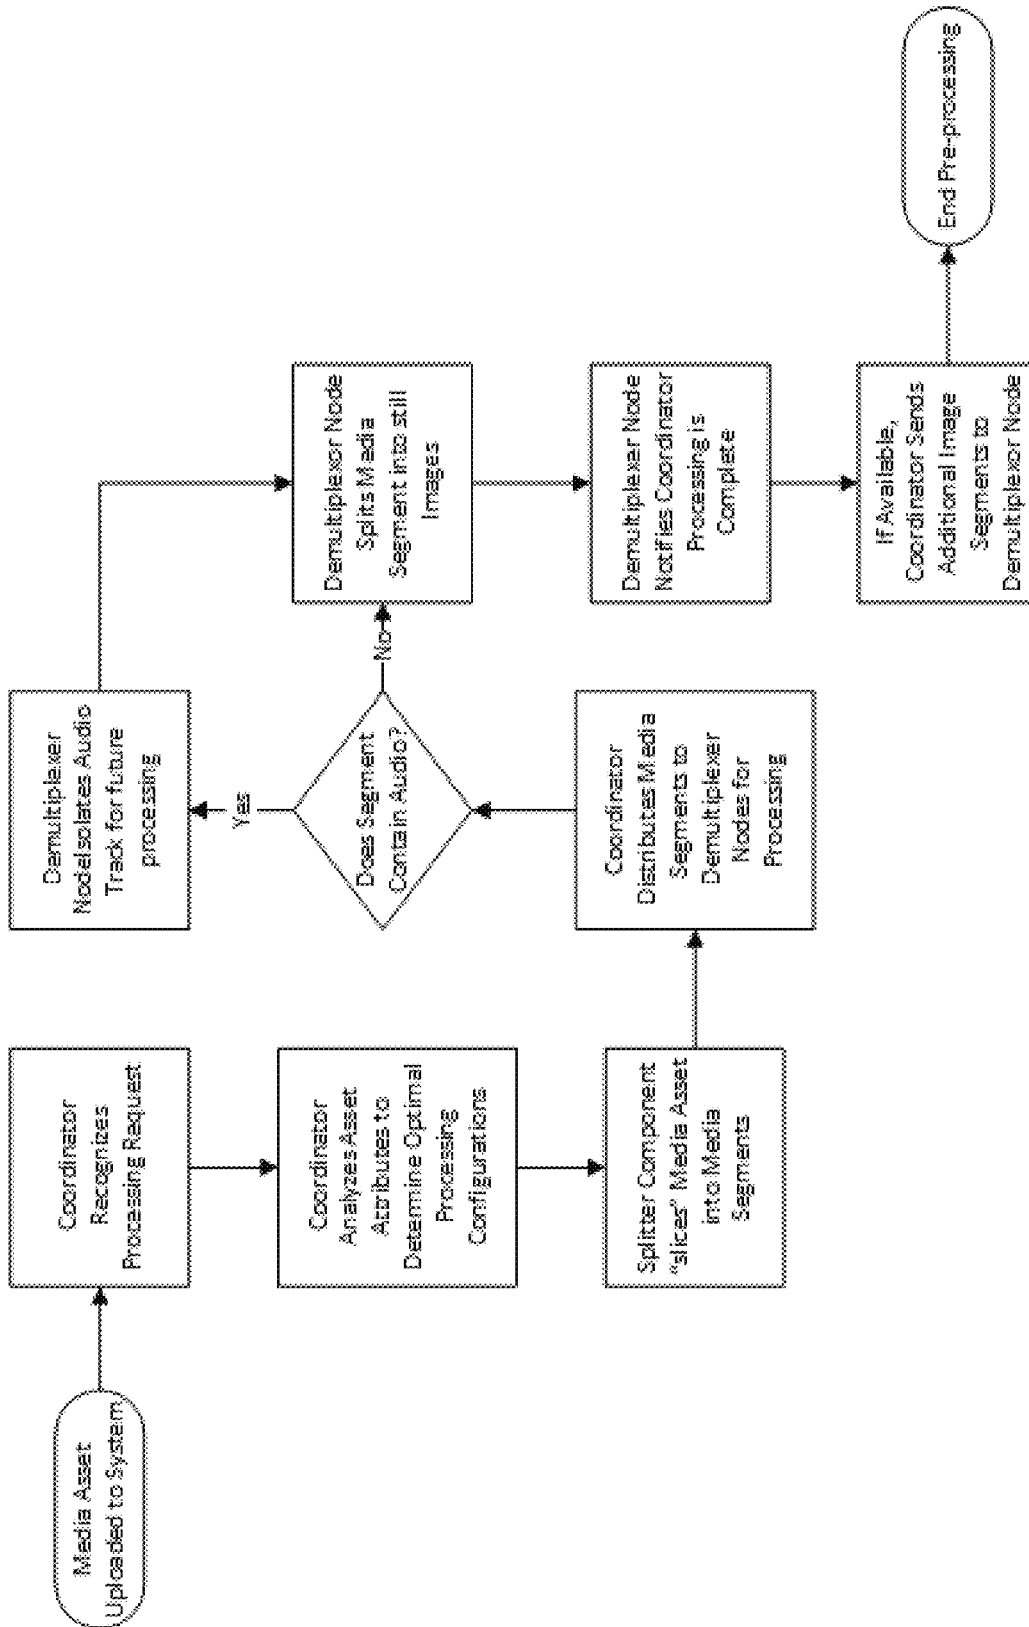 Media Asset
Uploaded to System
Coordinator
Recognizes
Processing Request
Coordinator
Analyzes Asset
Attributes to
Determine Optimal
Processing
Configurations
Splitter Component
“slices” Media Asset
into Media
Segments
Coordinator
Distributes Media
Segments to
Demultiplexer
Nodes for
Processing
Does Segment
Contain Audio?
Yes
No
Demultiplexer
NodeIsolates Audio
Track for future
processing
Demultiplexor Node
Splits Media
Segment into still
Images
Demultiplexer Node
Notifies Coordinator
Processing is
Complete
If Available,
Coordinator Sends
Additional Image
Segments to
Demultiplexor Node
End Pre-processing